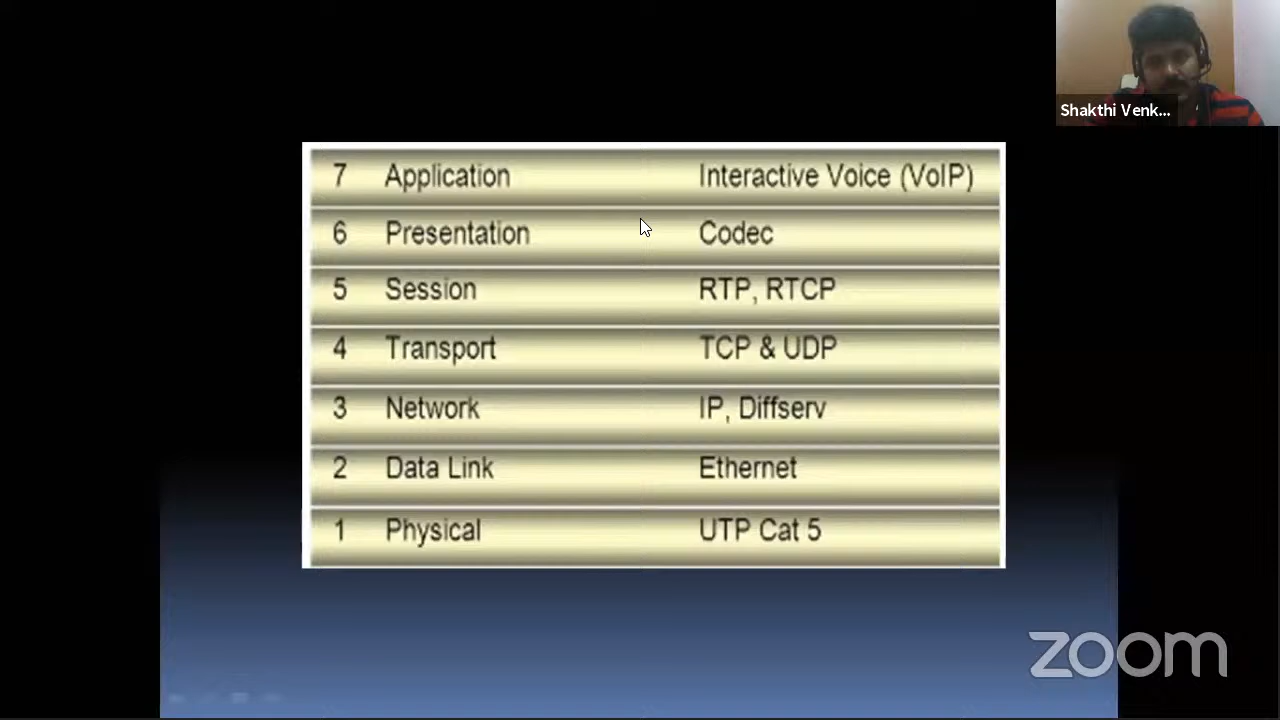 Shakthi Venk...
7 Application Interactive Voice (VoIP)
6 Presentation Codec
5 Session RTP, RTCP
4 Transport TCP & UDP
3 Network IP, Diffserv
2 Data Link Ethernet
1 Physical UTP Cat 5
zoom